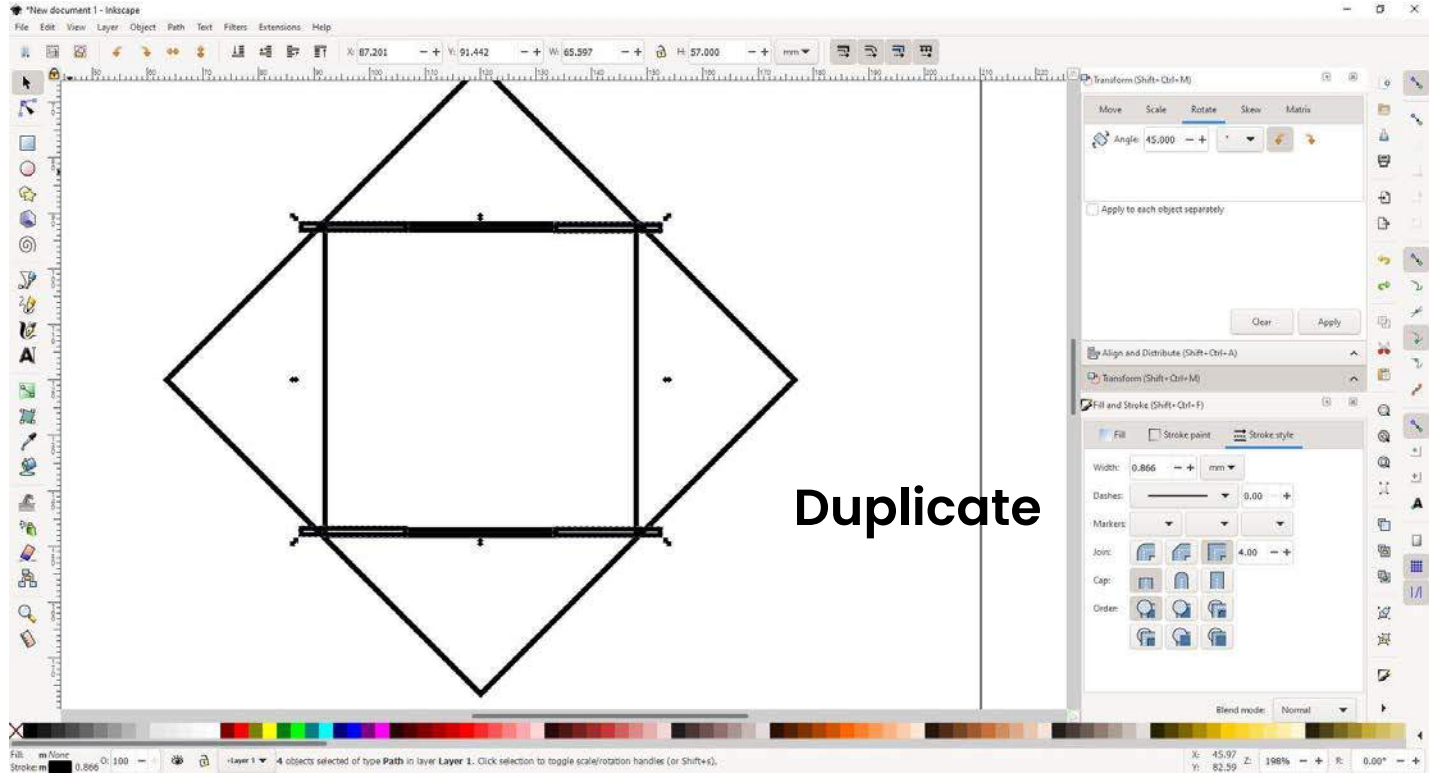 *New document 1 - Inkscape
File Edit View Layer Object Path Text Filters Extensions Help
X: 87.201 - + Y: 91.442 - + W: 65.597 - + H: 57.000 - + mm
Transform (Shift+Ctrl+M)
Move Scale Rotate Skew Matrix
Angle: 45.000 - + °
Apply to each object separately
Clear Apply
Align and Distribute (Shift+Ctrl+A)
Transform (Shift+Ctrl+M)
Fill and Stroke (Shift+Ctrl+F)
Fill Stroke paint Stroke style
Width: 0.866 - + mm
Dashes: 0.00 +
Markers:
Join: 4.00 - +
Cap:
Order:
Duplicate
Blend mode: Normal
Fill: m None
Stroke: m 0.866 O: 100 - Layer 1 4 objects selected of type Path in layer Layer 1. Click selection to toggle scale/rotation handles (or Shift+s).
X: 45.97
Y: 82.59 Z: 198% - + R: 0.00° - +